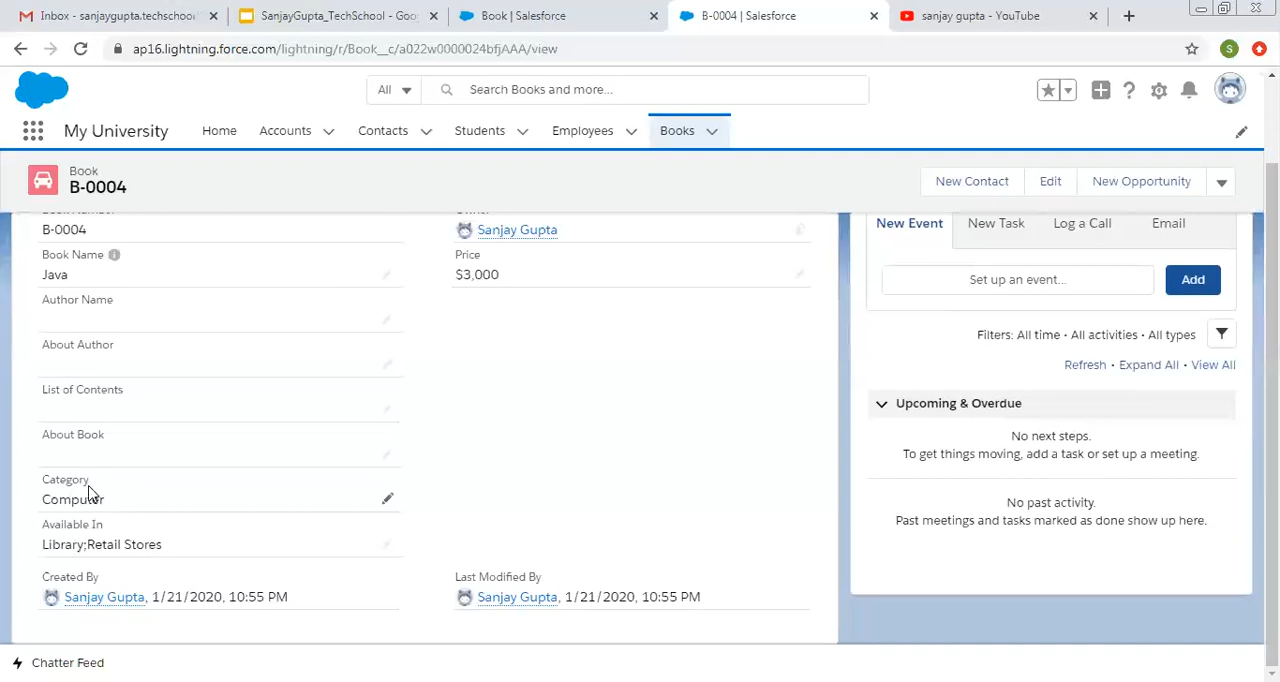 Inbox - sanjaygupta.techschool
SanjayGupta_TechSchool - Goo
Book | Salesforce
B-0004 | Salesforce
sanjay gupta - YouTube
ap16.lightning.force.com/lightning/r/Book__c/a022w0000024bfjAAA/view
S
All
Search Books and more...
My University
Home
Accounts
Contacts
Students
Employees
Books
Book
B-0004
New Contact
Edit
New Opportunity
Book Number
Owner
B-0004
Sanjay Gupta
Book Name
Price
Java
$3,000
Author Name
About Author
List of Contents
About Book
Category
Computer
Available In
Library;Retail Stores
Created By
Last Modified By
Sanjay Gupta, 1/21/2020, 10:55 PM
Sanjay Gupta, 1/21/2020, 10:55 PM
New Event
New Task
Log a Call
Email
Set up an event...
Add
Filters: All time • All activities • All types
Refresh • Expand All • View All
Upcoming & Overdue
No next steps.
To get things moving, add a task or set up a meeting.
No past activity.
Past meetings and tasks marked as done show up here.
Chatter Feed